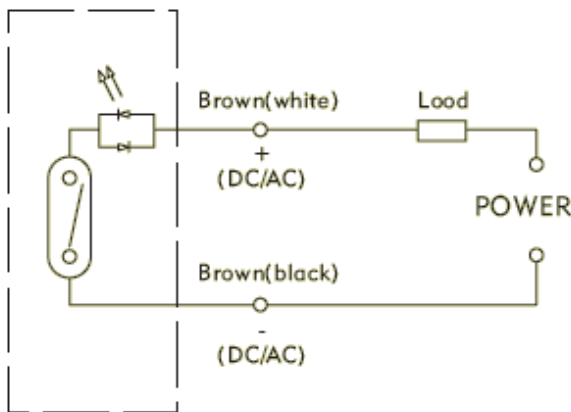 Brown(white)
Lood
+
(DC/AC)
POWER
Brown(black)
-
(DC/AC)